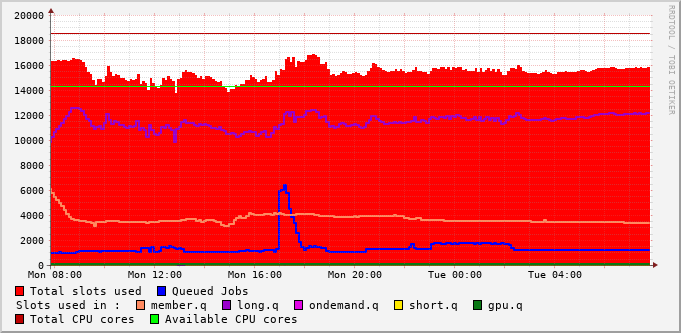 20000
18000
16000
14000
12000
10000
8000
6000
4000
2000
0
Mon 08:00 Mon 12:00 Mon 16:00 Mon 20:00 Tue 00:00 Tue 04:00
RRDTOOL / TOBI OETIKER
Total slots used Queued Jobs
Slots used in : member.q long.q ondemand.q short.q gpu.q
Total CPU cores Available CPU cores